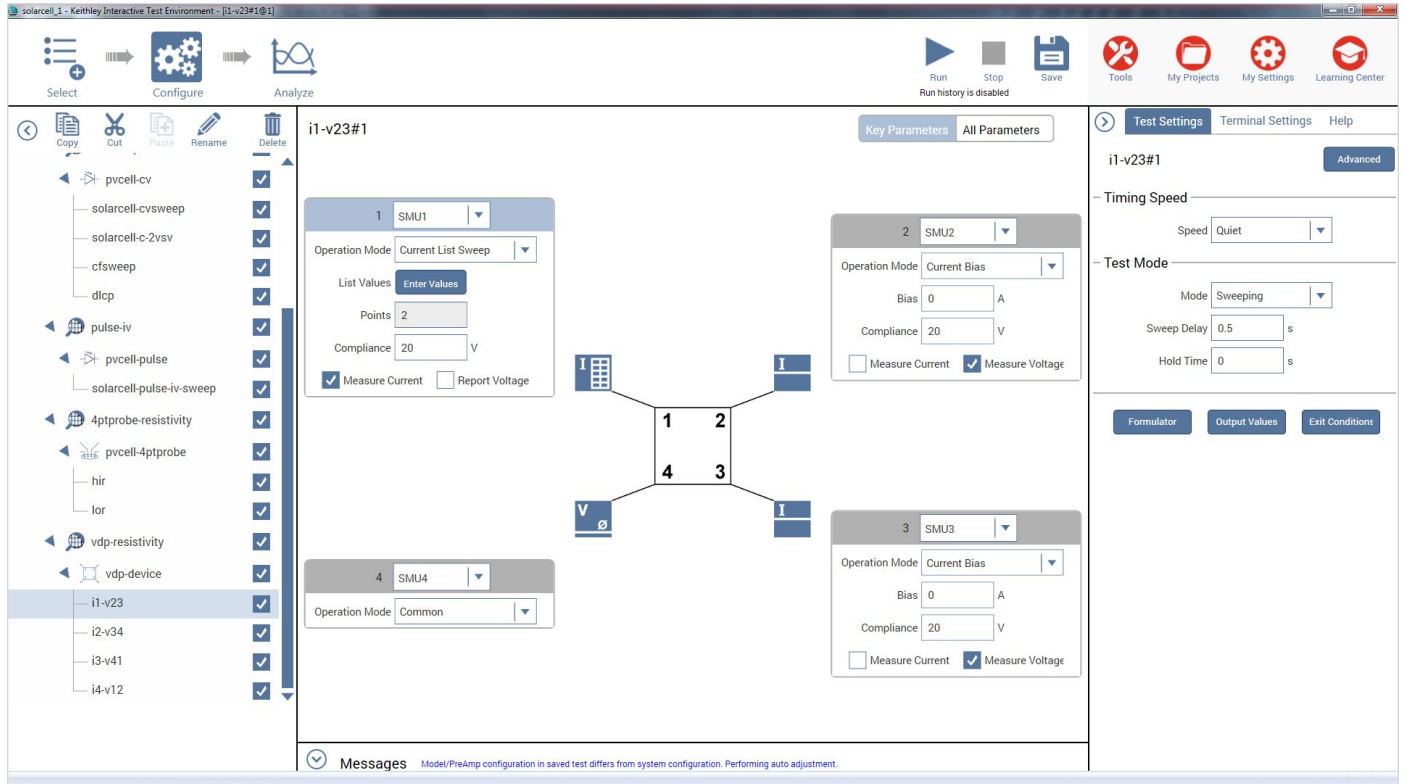 solarcell_1 - Keithley Interactive Test Environment - [i1-v23#1@1]
Select
Configure
Analyze
Run
Stop
Save
Run history is disabled
Tools
My Projects
My Settings
Learning Center
Copy
Cut
Paste
Rename
Delete
pvcell-cv
solarcell-cvsweep
solarcell-c-2vsv
cfsweep
dlcp
pulse-iv
pvcell-pulse
solarcell-pulse-iv-sweep
4ptprobe-resistivity
pvcell-4ptprobe
hir
lor
vdp-resistivity
vdp-device
i1-v23
i2-v34
i3-v41
i4-v12
i1-v23#1
Key Parameters All Parameters
1 SMU1
Operation Mode Current List Sweep
List Values Enter Values
Points 2
Compliance 20 V
Measure Current Report Voltage
2 SMU2
Operation Mode Current Bias
Bias 0 A
Compliance 20 V
Measure Current Measure Voltage
I
I
1 2
4 3
V ø
I
3 SMU3
Operation Mode Current Bias
Bias 0 A
Compliance 20 V
Measure Current Measure Voltage
4 SMU4
Operation Mode Common
Messages Model/PreAmp configuration in saved test differs from system configuration. Performing auto adjustment.
Test Settings Terminal Settings Help
i1-v23#1 Advanced
Timing Speed
Speed Quiet
Test Mode
Mode Sweeping
Sweep Delay 0.5 s
Hold Time 0 s
Formulator Output Values Exit Conditions